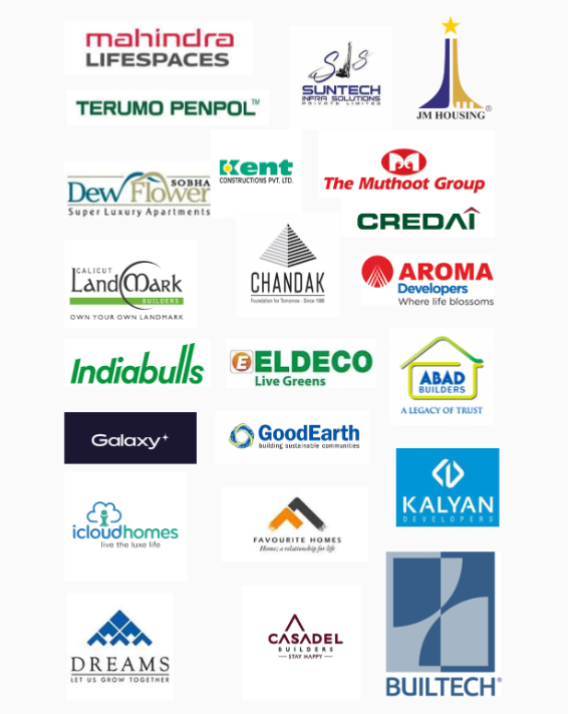 mahindra
LIFESPACES
SJS
SUNTECH
INFRA SOLUTIONS
PRIVATE LIMITED
JM HOUSING®
TERUMO PENPOL™
Kent
CONSTRUCTIONS PVT. LTD.
The Muthoot Group
SOBHA
Dew Flower
Super Luxury Apartments
CREDAI
CALICUT
LandMark
BUILDERS
OWN YOUR OWN LANDMARK
CHANDAK
Foundation for Tomorrow - Since 1986
AROMA
Developers
Where life blossoms
Indiabulls
E ELDECO
Live Greens
ABAD
BUILDERS
A LEGACY OF TRUST
Galaxy+
GoodEarth
building sustainable communities
KALYAN
DEVELOPERS
icloudhomes
live the luxe life
FAVOURITE HOMES
Home; a relationship for life
DREAMS
LET US GROW TOGETHER
CASADEL
BUILDERS
STAY HAPPY
BUILTECH®